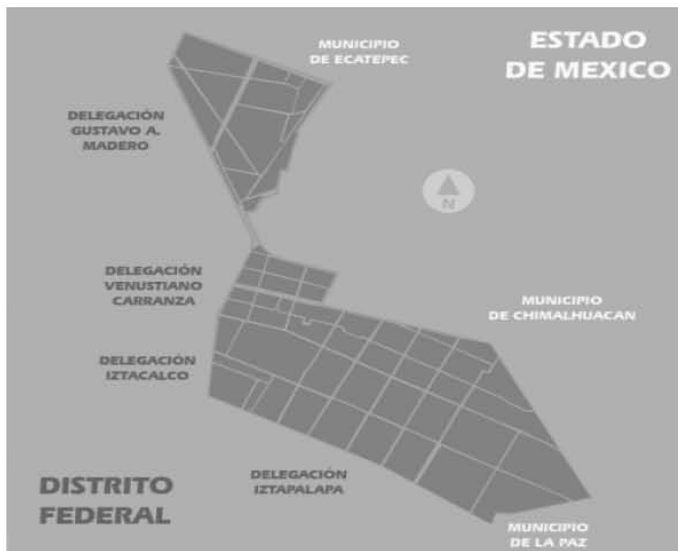 MUNICIPIO
DE ECATEPEC
ESTADO
DE MEXICO
DELEGACIÓN
GUSTAVO A.
MADERO
N
DELEGACIÓN
VENUSTIANO
CARRANZA
MUNICIPIO
DE CHIMALHUACAN
DELEGACIÓN
IZTACALCO
DELEGACIÓN
IZTAPALAPA
DISTRITO
FEDERAL
MUNICIPIO
DE LA PAZ